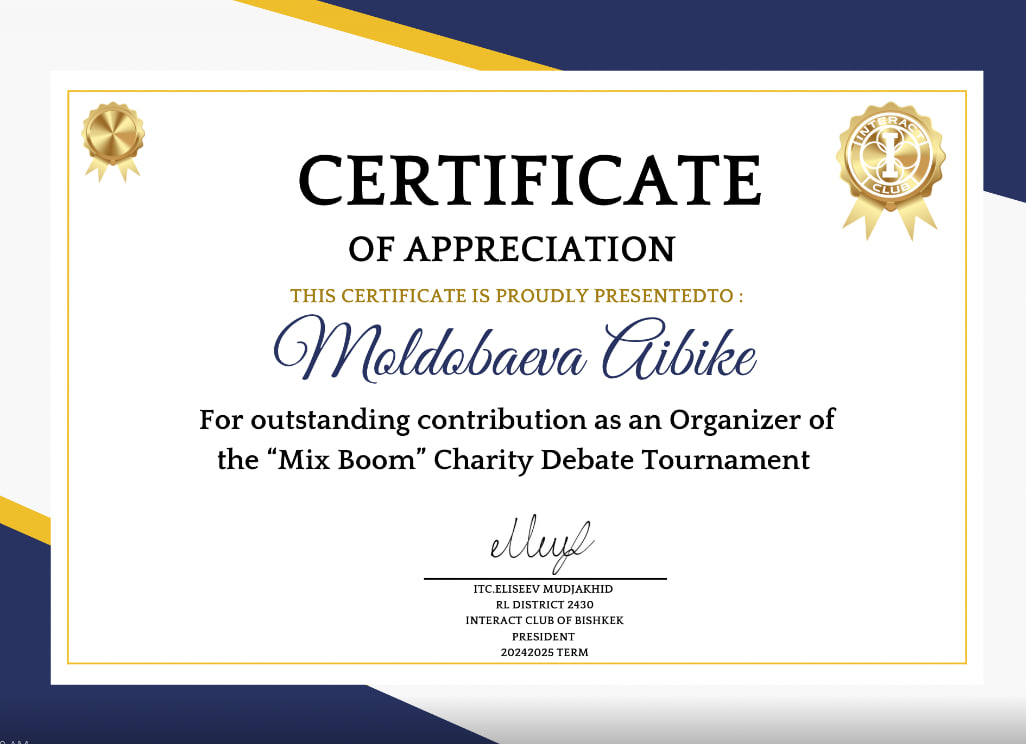 INTERACT
CLUB
CERTIFICATE
OF APPRECIATION
THIS CERTIFICATE IS PROUDLY PRESENTEDTO :
Moldobaeva Aibike
For outstanding contribution as an Organizer of
the “Mix Boom” Charity Debate Tournament
ITC.ELISEEV MUDJAKHID
RL DISTRICT 2430
INTERACT CLUB OF BISHKEK
PRESIDENT
20242025 TERM